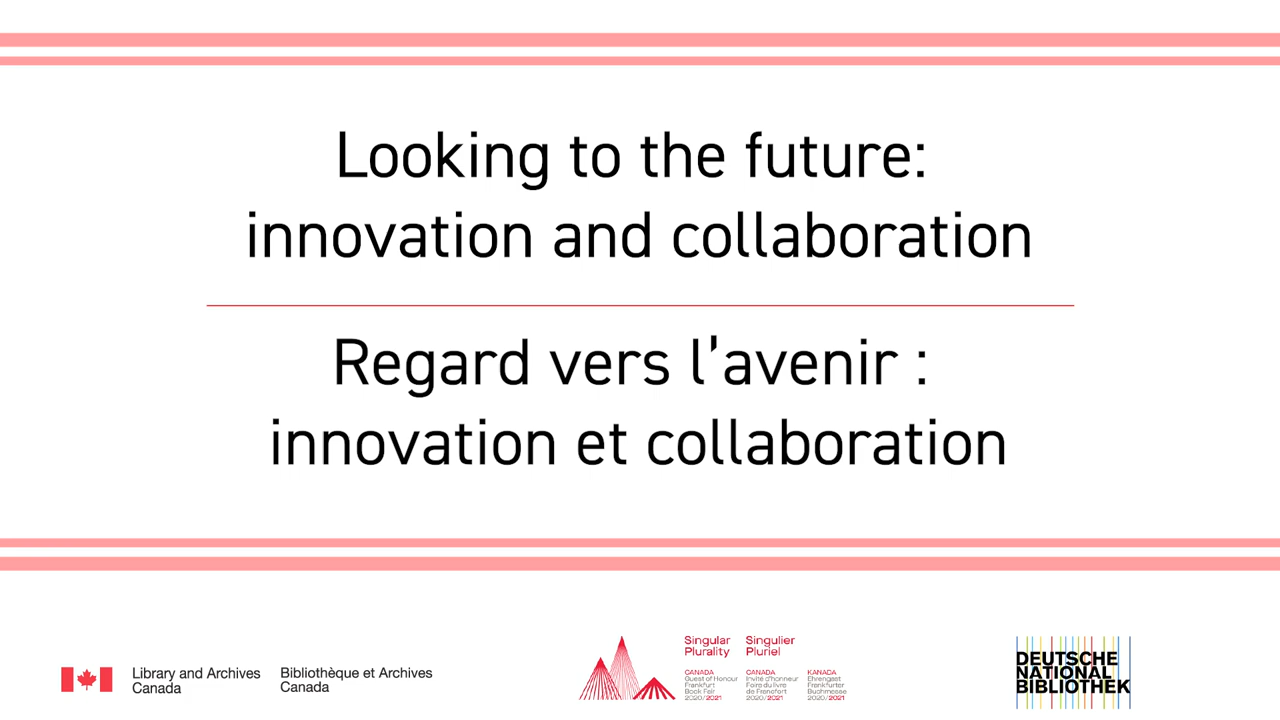 Looking to the future:
innovation and collaboration
Regard vers l’avenir :
innovation et collaboration
Library and Archives
Canada
Bibliothèque et Archives
Canada
Singular
Plurality
CANADA
Guest of Honour
Frankfurt
Book Fair
2020/2021
Singulier
Pluriel
CANADA
Invité d'honneur
Foire du livre
de Francfort
2020/2021
KANADA
Ehrengast
Frankfurter
Buchmesse
2020/2021
DEUTSCHE
NATIONAL
BIBLIOTHEK